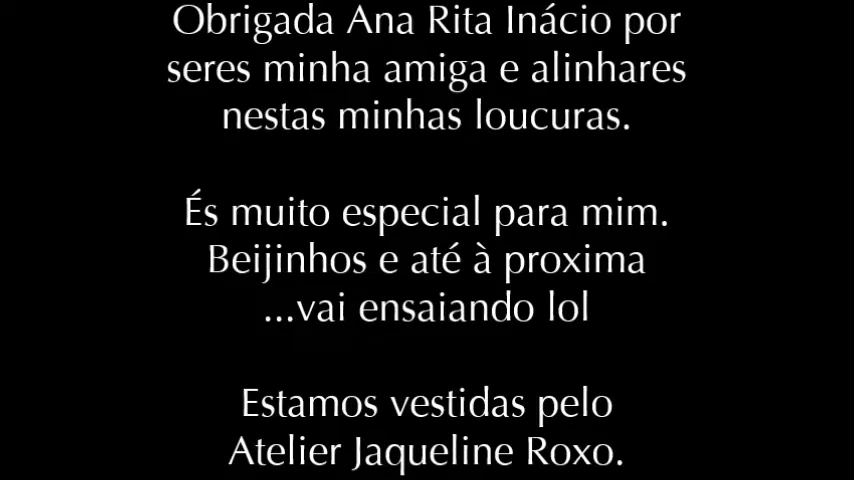 Obrigada Ana Rita Inácio por
seres minha amiga e alinhares
nestas minhas loucuras.
És muito especial para mim.
Beijinhos e até à proxima
...vai ensaiando lol
Estamos vestidas pelo
Atelier Jaqueline Roxo.